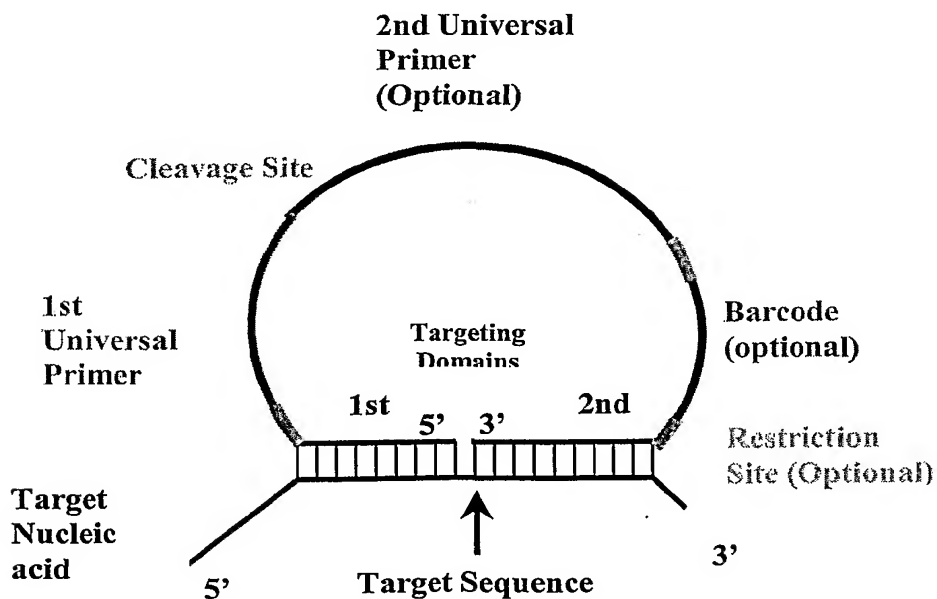 2nd Universal
Primer
(Optional)
Cleavage Site
1st
Universal
Primer
Targeting
Domains
Barcode
(optional)
1st
5’
3’
2nd
Restriction
Site (Optional)
Target
Nucleic
acid
5’
Target Sequence
3’